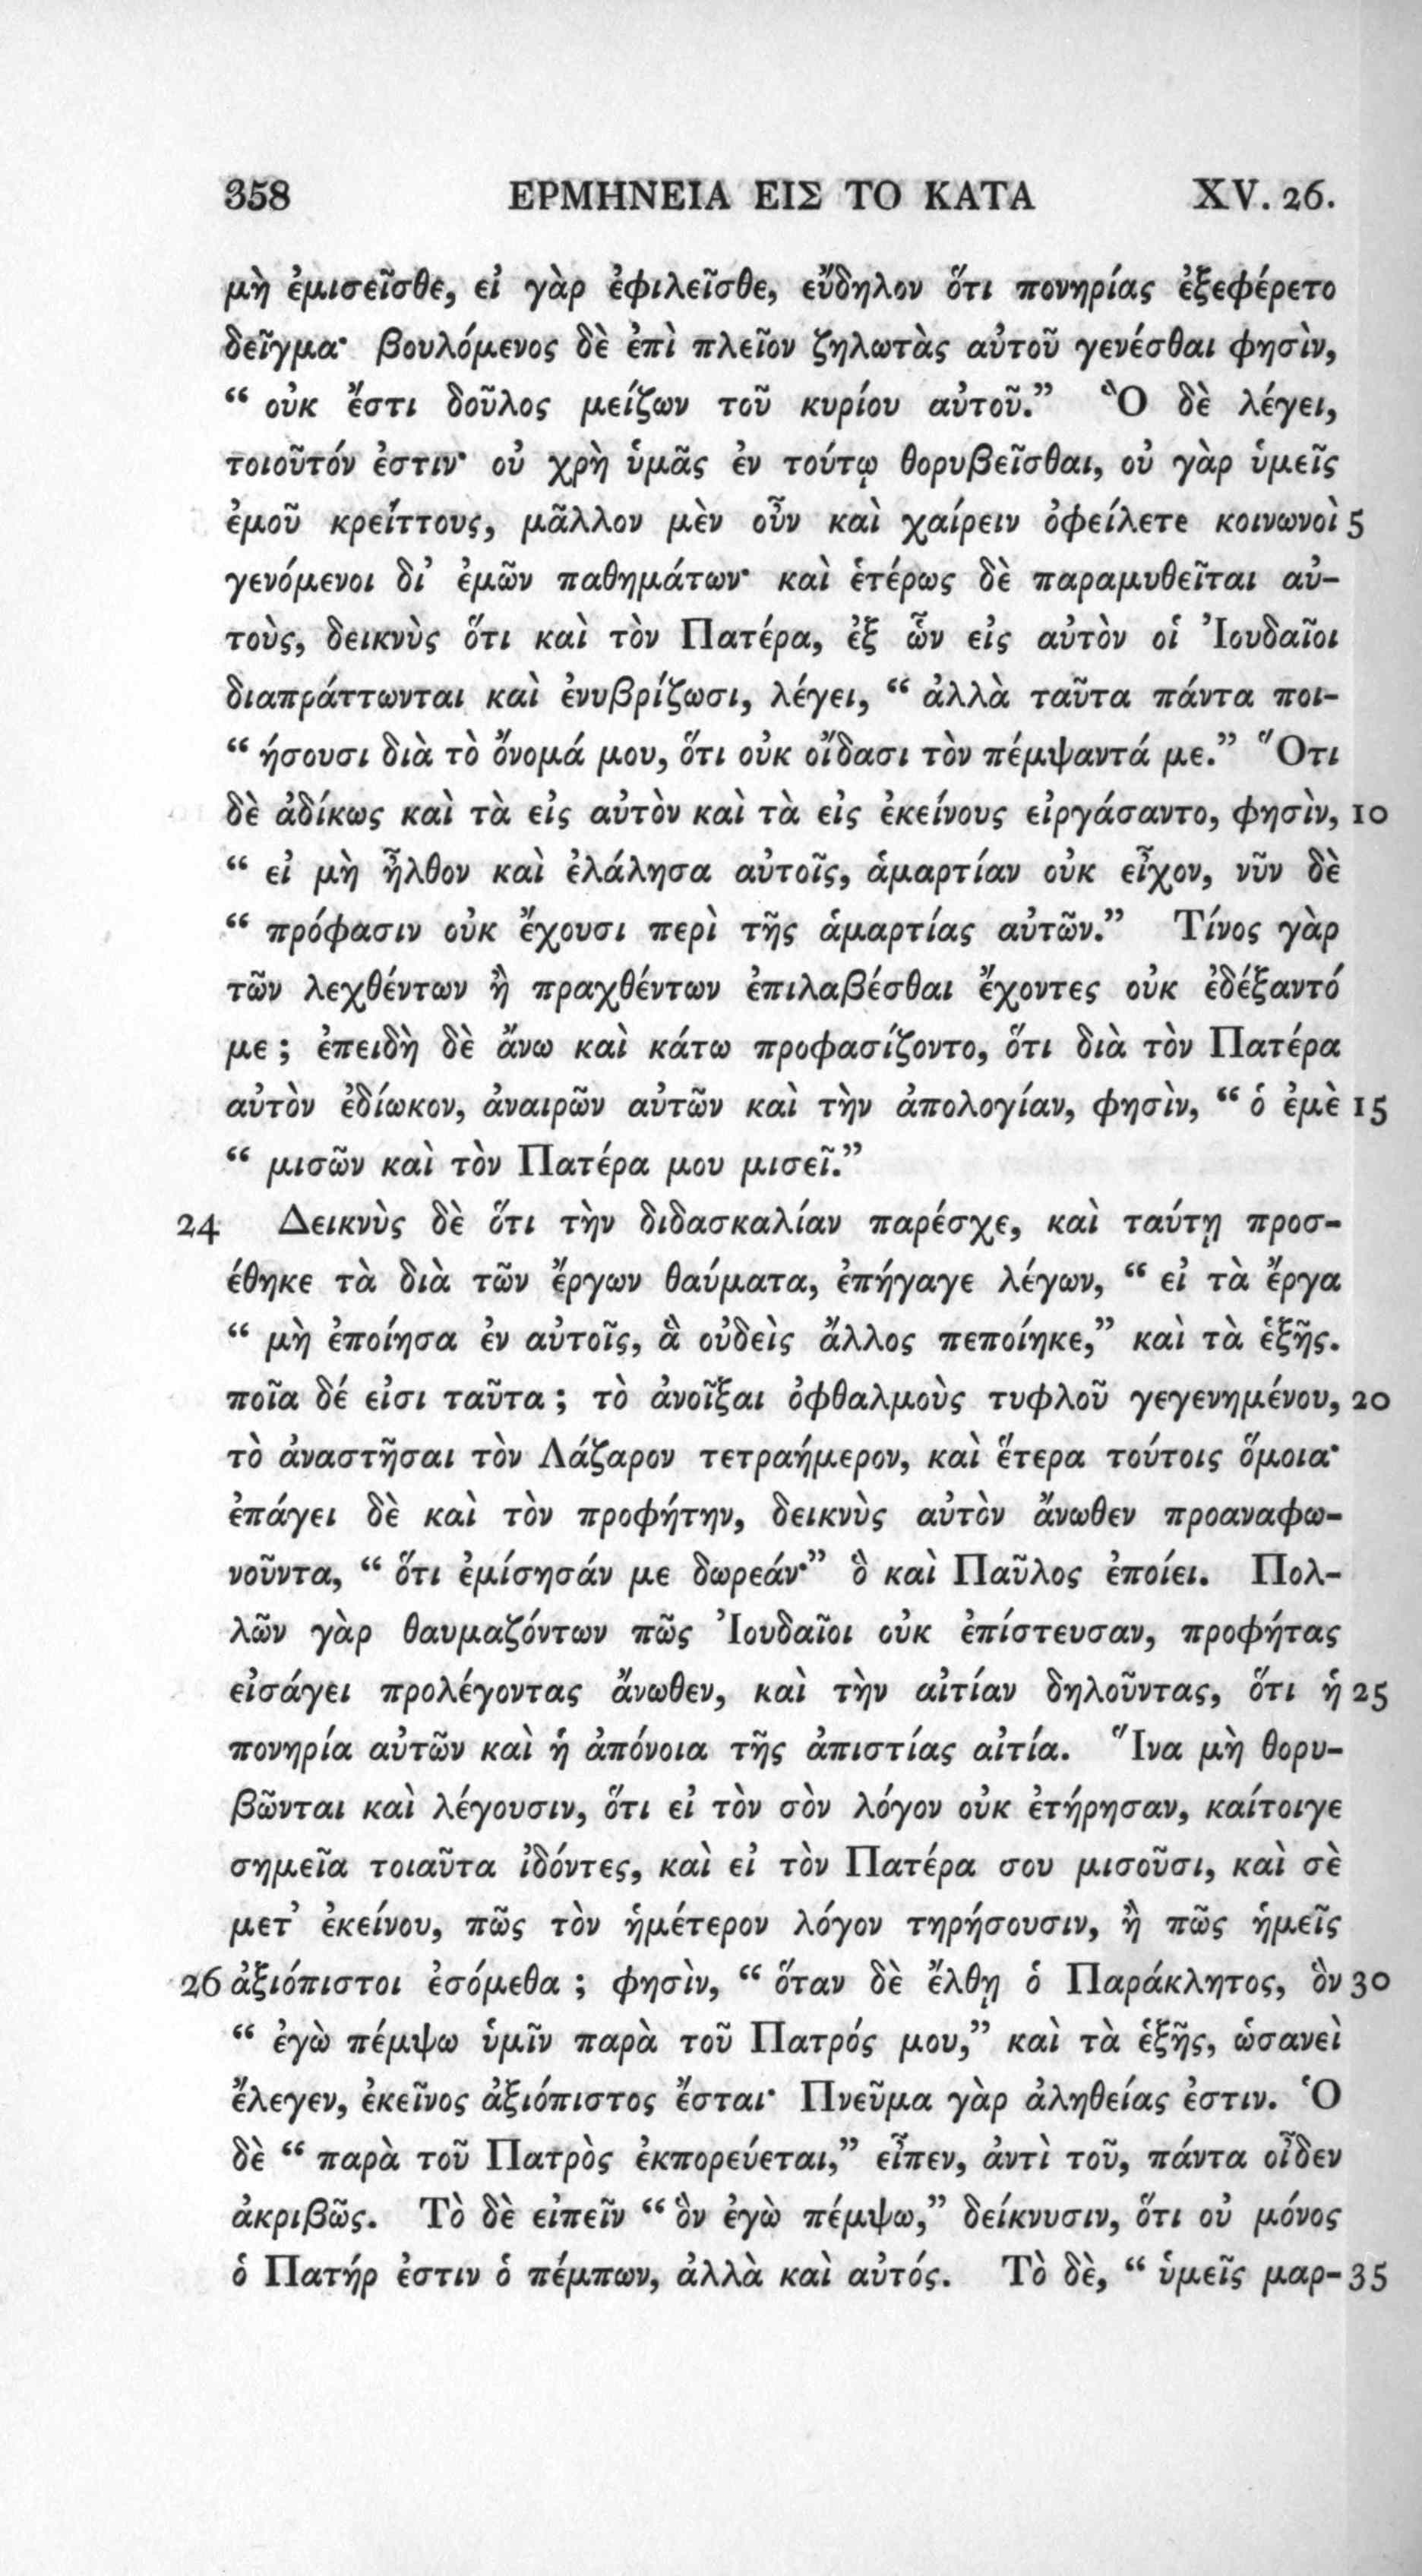 358 ΕΡΜΗΝΕΙΑ ΕΙΣ ΤΟ ΚΑΤΑ XV. 26.
μὴ ἐμισεῖσθε, εἰ γὰρ ἐφιλεῖσθε, εὔδηλον ὅτι πονηρίας ἐξεφέρετο
δεῖγμα· βουλόμενος δὲ ἐπὶ πλεῖον ζηλωτὰς αὐτοῦ γενέσθαι φησὶν,
“ οὐκ ἔστι δοῦλος μείζων τοῦ κυρίου αὐτοῦ.” Ὃ δὲ λέγει,
τοιοῦτόν ἐστιν· οὐ χρὴ ὑμᾶς ἐν τούτῳ θορυβεῖσθαι, οὐ γὰρ ὑμεῖς
ἐμοῦ κρείττους, μᾶλλον μὲν οὖν καὶ χαίρειν ὀφείλετε κοινωνοὶ 5
γενόμενοι δι’ ἐμῶν παθημάτων· καὶ ἑτέρως δὲ παραμυθεῖται αὐ-
τοὺς, δεικνὺς ὅτι καὶ τὸν Πατέρα, ἐξ ὧν εἰς αὐτὸν οἱ Ἰουδαῖοι
διαπράττωνται καὶ ἐνυβρίζωσι, λέγει, “ ἀλλὰ ταῦτα πάντα ποι-
“ ήσουσι διὰ τὸ ὄνομά μου, ὅτι οὐκ οἴδασι τὸν πέμψαντά με.” Ὅτι
δὲ ἀδίκως καὶ τὰ εἰς αὐτὸν καὶ τὰ εἰς ἐκείνους εἰργάσαντο, φησὶν, 10
“ εἰ μὴ ἦλθον καὶ ἐλάλησα αὐτοῖς, ἁμαρτίαν οὐκ εἶχον, νῦν δὲ
“ πρόφασιν οὐκ ἔχουσι περὶ τῆς ἁμαρτίας αὐτῶν.” Τίνος γὰρ
τῶν λεχθέντων ἢ πραχθέντων ἐπιλαβέσθαι ἔχοντες οὐκ ἐδέξαντό
με ; ἐπειδὴ δὲ ἄνω καὶ κάτω προφασίζοντο, ὅτι διὰ τὸν Πατέρα
αὐτὸν ἐδίωκον, ἀναιρῶν αὐτῶν καὶ τὴν ἀπολογίαν, φησὶν, “ ὁ ἐμὲ 15
“ μισῶν καὶ τὸν Πατέρα μου μισεῖ.”
24 Δεικνὺς δὲ ὅτι τὴν διδασκαλίαν παρέσχε, καὶ ταύτῃ προσ-
έθηκε τὰ διὰ τῶν ἔργων θαύματα, ἐπήγαγε λέγων, “ εἰ τὰ ἔργα
“ μὴ ἐποίησα ἐν αὐτοῖς, ἃ οὐδεὶς ἄλλος πεποίηκε,” καὶ τὰ ἑξῆς.
ποῖα δέ εἰσι ταῦτα ; τὸ ἀνοῖξαι ὀφθαλμοὺς τυφλοῦ γεγενημένου, 20
τὸ ἀναστῆσαι τὸν Λάζαρον τετραήμερον, καὶ ἕτερα τούτοις ὅμοια·
ἐπάγει δὲ καὶ τὸν προφήτην, δεικνὺς αὐτὸν ἄνωθεν προαναφω-
νοῦντα, “ ὅτι ἐμίσησάν με δωρεάν·” ὃ καὶ Παῦλος ἐποίει. Πολ-
λῶν γὰρ θαυμαζόντων πῶς Ἰουδαῖοι οὐκ ἐπίστευσαν, προφήτας
εἰσάγει προλέγοντας ἄνωθεν, καὶ τὴν αἰτίαν δηλοῦντας, ὅτι ἡ 25
πονηρία αὐτῶν καὶ ἡ ἀπόνοια τῆς ἀπιστίας αἰτία. Ἵνα μὴ θορυ-
βῶνται καὶ λέγουσιν, ὅτι εἰ τὸν σὸν λόγον οὐκ ἐτήρησαν, καίτοιγε
σημεῖα τοιαῦτα ἰδόντες, καὶ εἰ τὸν Πατέρα σου μισοῦσι, καὶ σὲ
μετ’ ἐκείνου, πῶς τὸν ἡμέτερον λόγον τηρήσουσιν, ἢ πῶς ἡμεῖς
26 ἀξιόπιστοι ἐσόμεθα ; φησὶν, “ ὅταν δὲ ἔλθῃ ὁ Παράκλητος, ὃν 30
“ ἐγὼ πέμψω ὑμῖν παρὰ τοῦ Πατρός μου,” καὶ τὰ ἑξῆς, ὡσανεὶ
ἔλεγεν, ἐκεῖνος ἀξιόπιστος ἔσται· Πνεῦμα γὰρ ἀληθείας ἐστιν. Ὁ
δὲ “ παρὰ τοῦ Πατρὸς ἐκπορεύεται,” εἶπεν, ἀντὶ τοῦ, πάντα οἶδεν
ἀκριβῶς. Τὸ δὲ εἰπεῖν “ ὃν ἐγὼ πέμψω,” δείκνυσιν, ὅτι οὐ μόνος
ὁ Πατήρ ἐστιν ὁ πέμπων, ἀλλὰ καὶ αὐτός. Τὸ δὲ, “ ὑμεῖς μαρ- 35